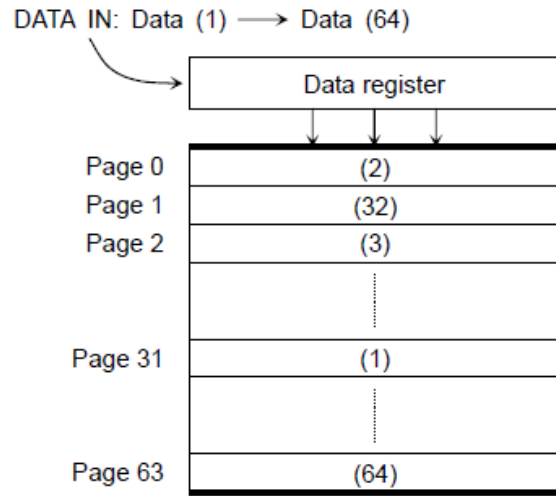 DATA IN: Data (1) → Data (64)
Data register
Page 0 (2)
Page 1 (32)
Page 2 (3)
Page 31 (1)
Page 63 (64)